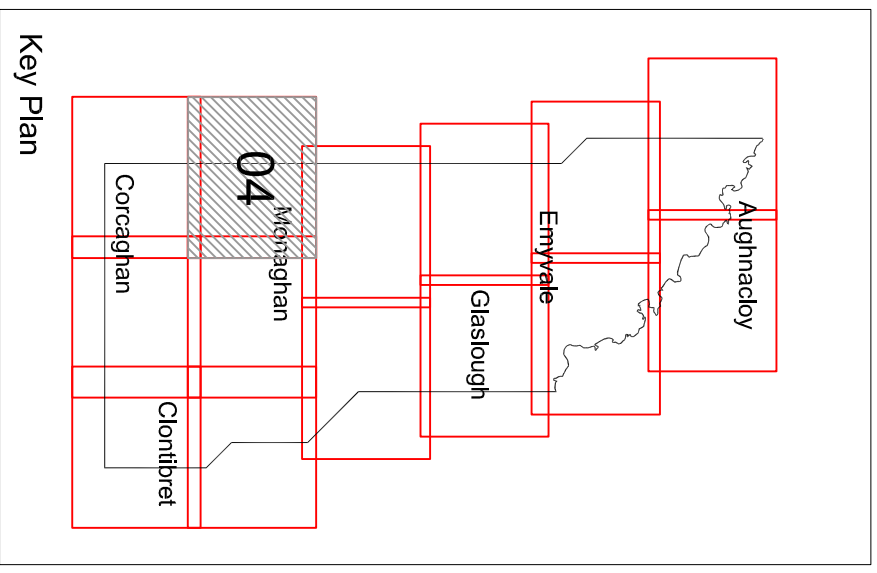 Aughnacloy
Emyvale
Glaslough
04
Monaghan
Clontibret
Corcaghan
Key Plan